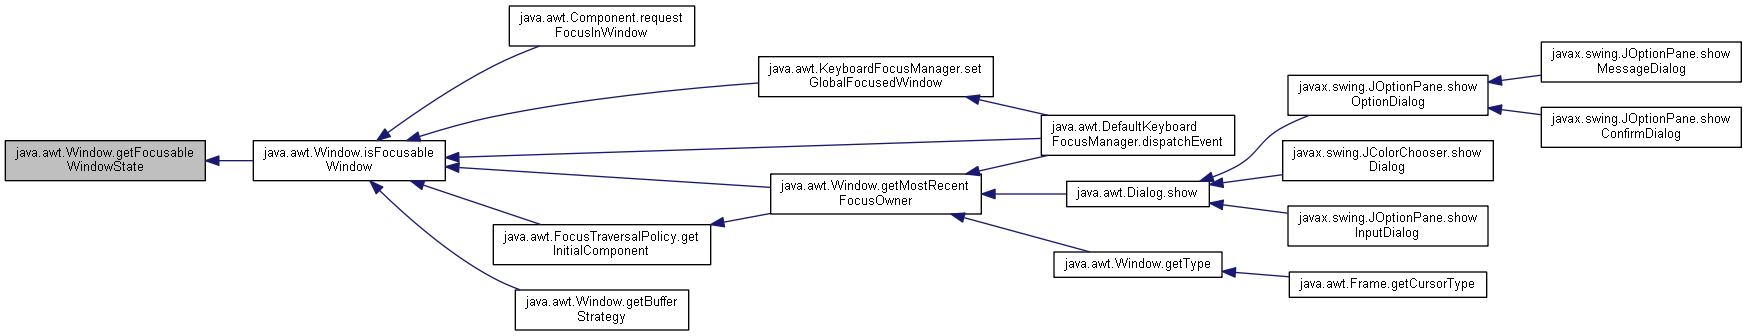 java.awt.Window.getFocusable
WindowState
java.awt.Window.isFocusable
Window
java.awt.Component.request
FocusInWindow
java.awt.KeyboardFocusManager.set
GlobalFocusedWindow
java.awt.DefaultKeyboard
FocusManager.dispatchEvent
java.awt.Window.getMostRecent
FocusOwner
java.awt.FocusTraversalPolicy.get
InitialComponent
java.awt.Window.getBuffer
Strategy
java.awt.Dialog.show
java.awt.Window.getType
javax.swing.JOptionPane.show
OptionDialog
javax.swing.JColorChooser.show
Dialog
javax.swing.JOptionPane.show
InputDialog
java.awt.Frame.getCursorType
javax.swing.JOptionPane.show
MessageDialog
javax.swing.JOptionPane.show
ConfirmDialog